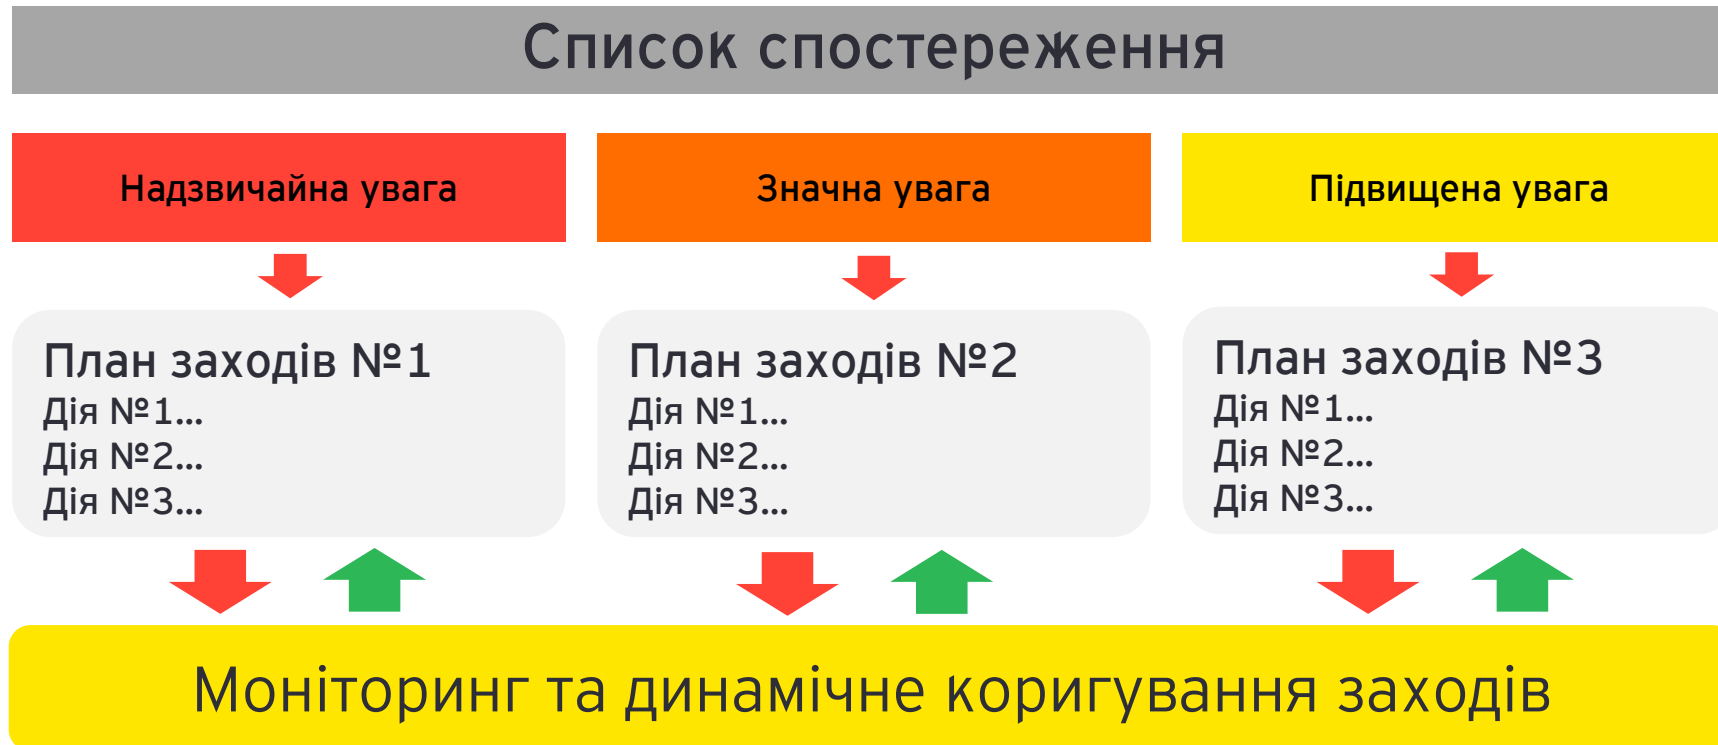 Список спостереження
Надзвичайна увага
Значна увага
Підвищена увага
План заходів №1
Дія №1...
Дія №2...
Дія №3...
План заходів №2
Дія №1...
Дія №2...
Дія №3...
План заходів №3
Дія №1...
Дія №2...
Дія №3...
Моніторинг та динамічне коригування заходів